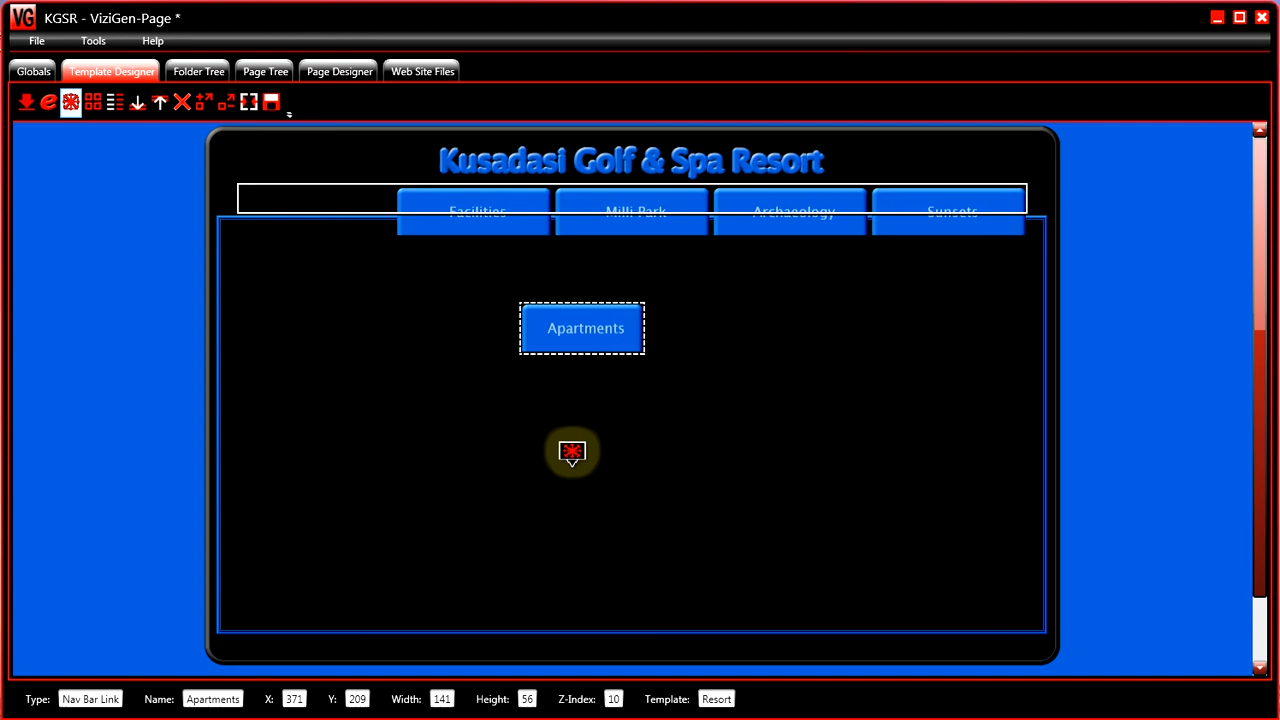 VG KGSR - ViziGen-Page *
File Tools Help
Globals Template Designer Folder Tree Page Tree Page Designer Web Site Files
Kusadasi Golf & Spa Resort
Facilities Milli Park Archaeology Sunsets
Apartments
Type: Nav Bar Link Name: Apartments X: 371 Y: 209 Width: 141 Height: 56 Z-Index: 10 Template: Resort